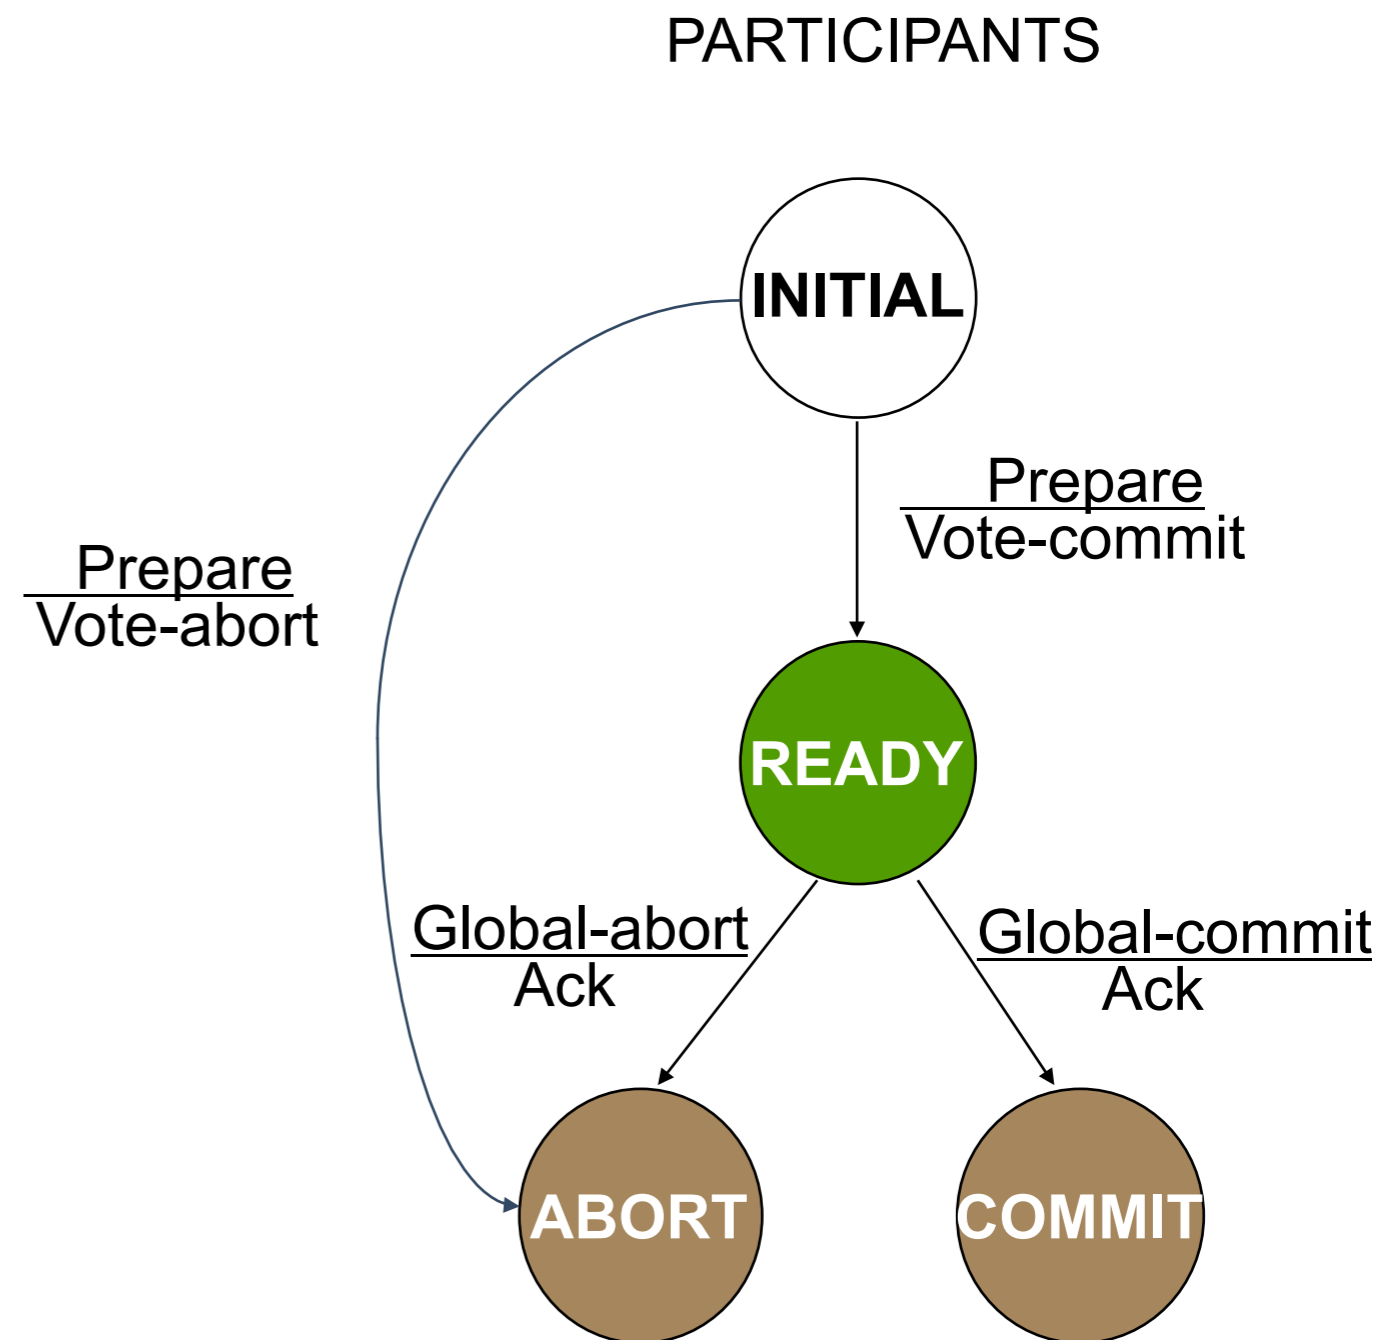 PARTICIPANTS
INITIAL
Prepare
Vote-commit
Prepare
Vote-abort
READY
Global-abort
Ack
Global-commit
Ack
ABORT
COMMIT